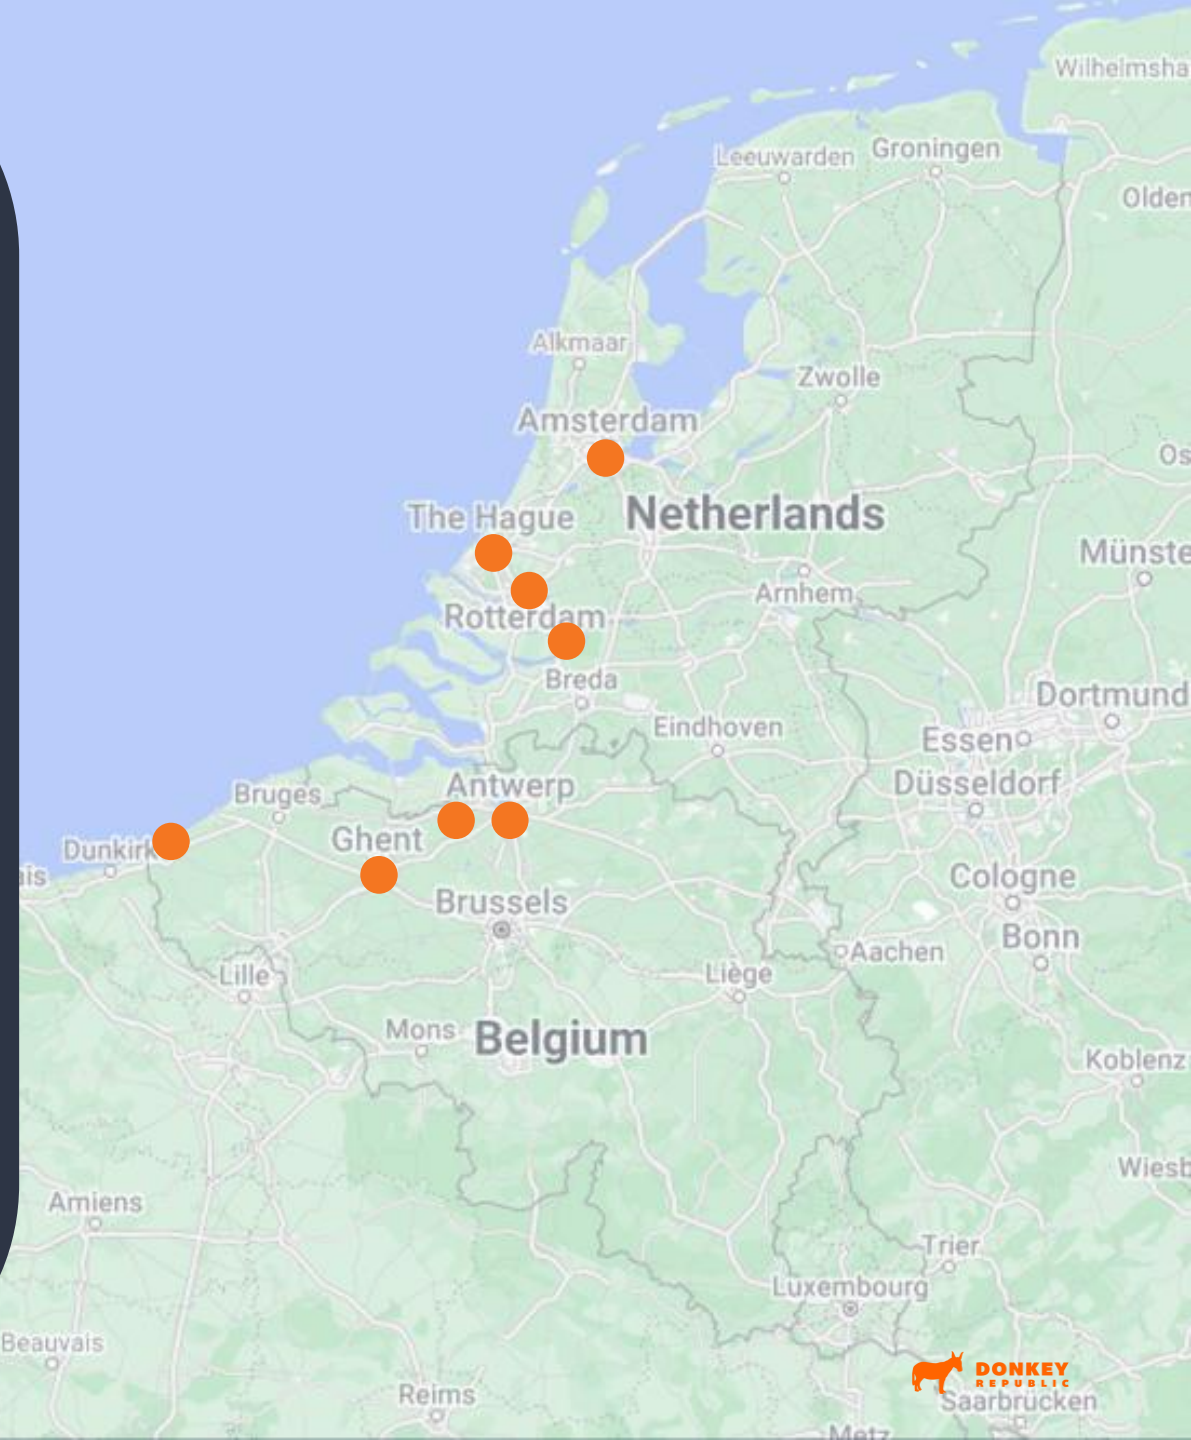 Wilhelmsha
Leeuwarden
Groningen
Olden
Alkmaar
Zwolle
Amsterdam
Os
The Hague
Netherlands
Münste
Arnhem
Rotterdam
Breda
Dortmund
Eindhoven
Essen
Düsseldorf
Antwerp
Bruges
Ghent
Dunkirk
ais
Cologne
Brussels
Bonn
Aachen
Lille
Liège
Mons
Belgium
Koblenz
Wiesb
Amiens
Trier
Luxembourg
Beauvais
DONKEY
REPUBLIC
Reims
Saarbrücken
Metz